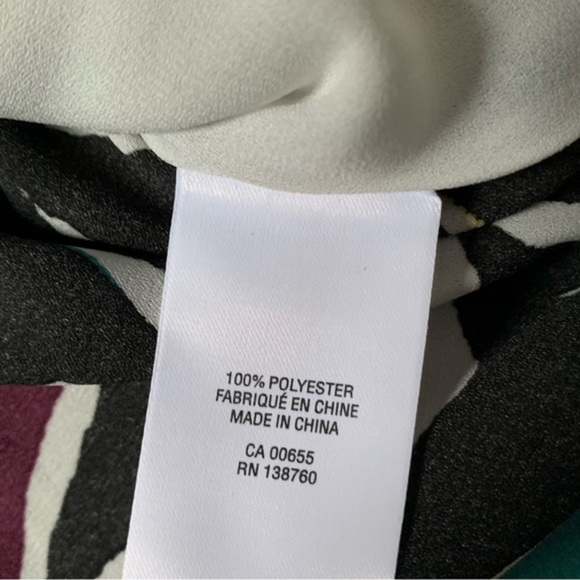 100% POLYESTER
FABRIQUÉ EN CHINE
MADE IN CHINA
CA 00655
RN 138760